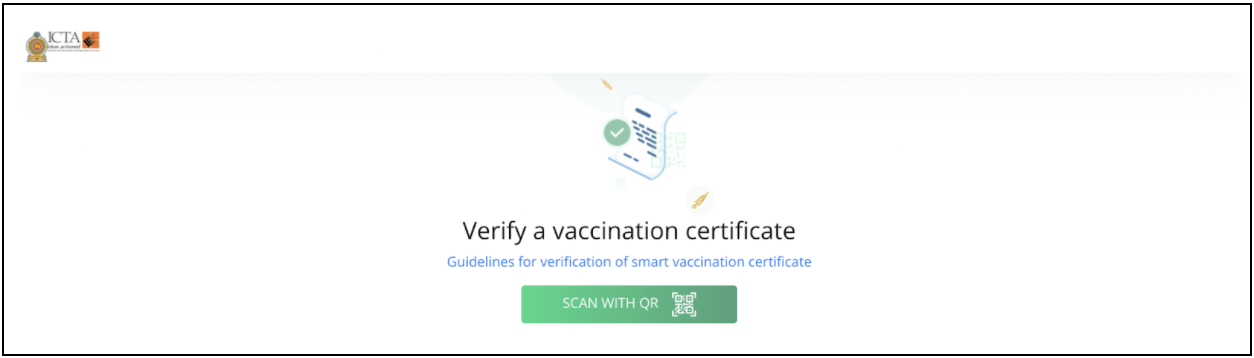 ICTA
ideas actioned
Verify a vaccination certificate
Guidelines for verification of smart vaccination certificate
SCAN WITH QR